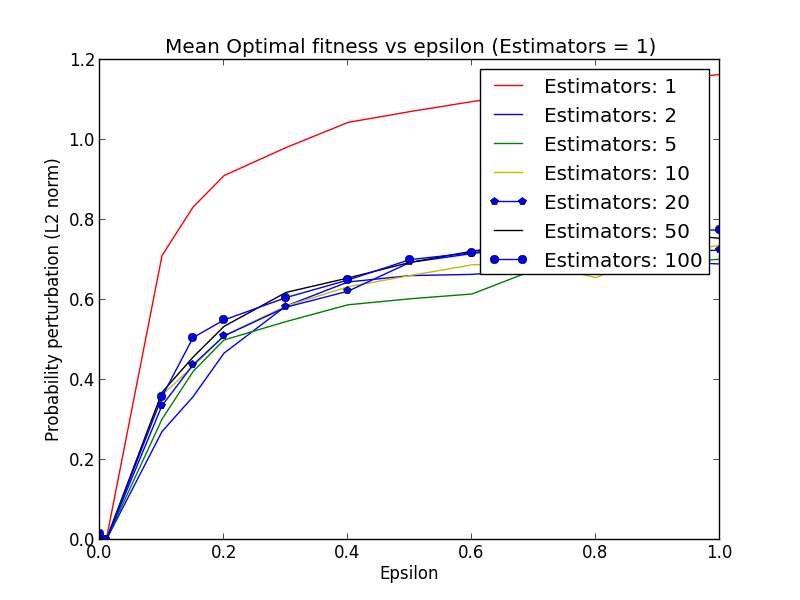 Mean Optimal fitness vs epsilon (Estimators = 1)
1.2
1.0
0.8
0.6
0.4
0.2
0.0
Probability perturbation (L2 norm)
Estimators: 1
Estimators: 2
Estimators: 5
Estimators: 10
Estimators: 20
Estimators: 50
Estimators: 100
0.0 0.2 0.4 0.6 0.8 1.0
Epsilon